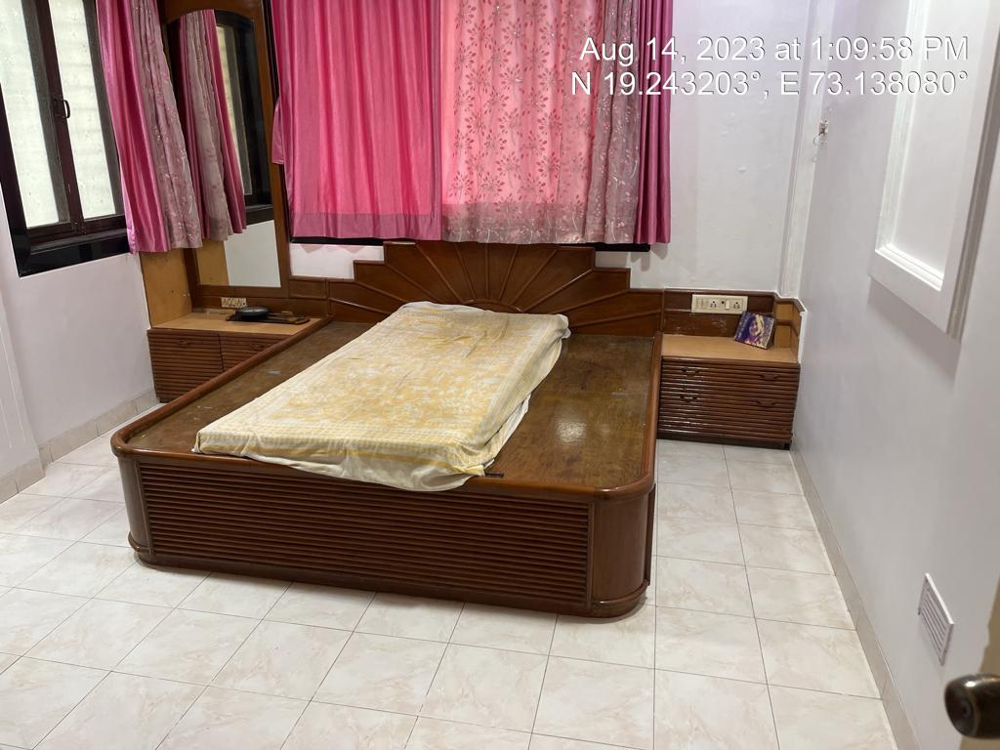 Aug 14, 2023 at 1:09:58 PM
N 19.243203°, E 73.138080°